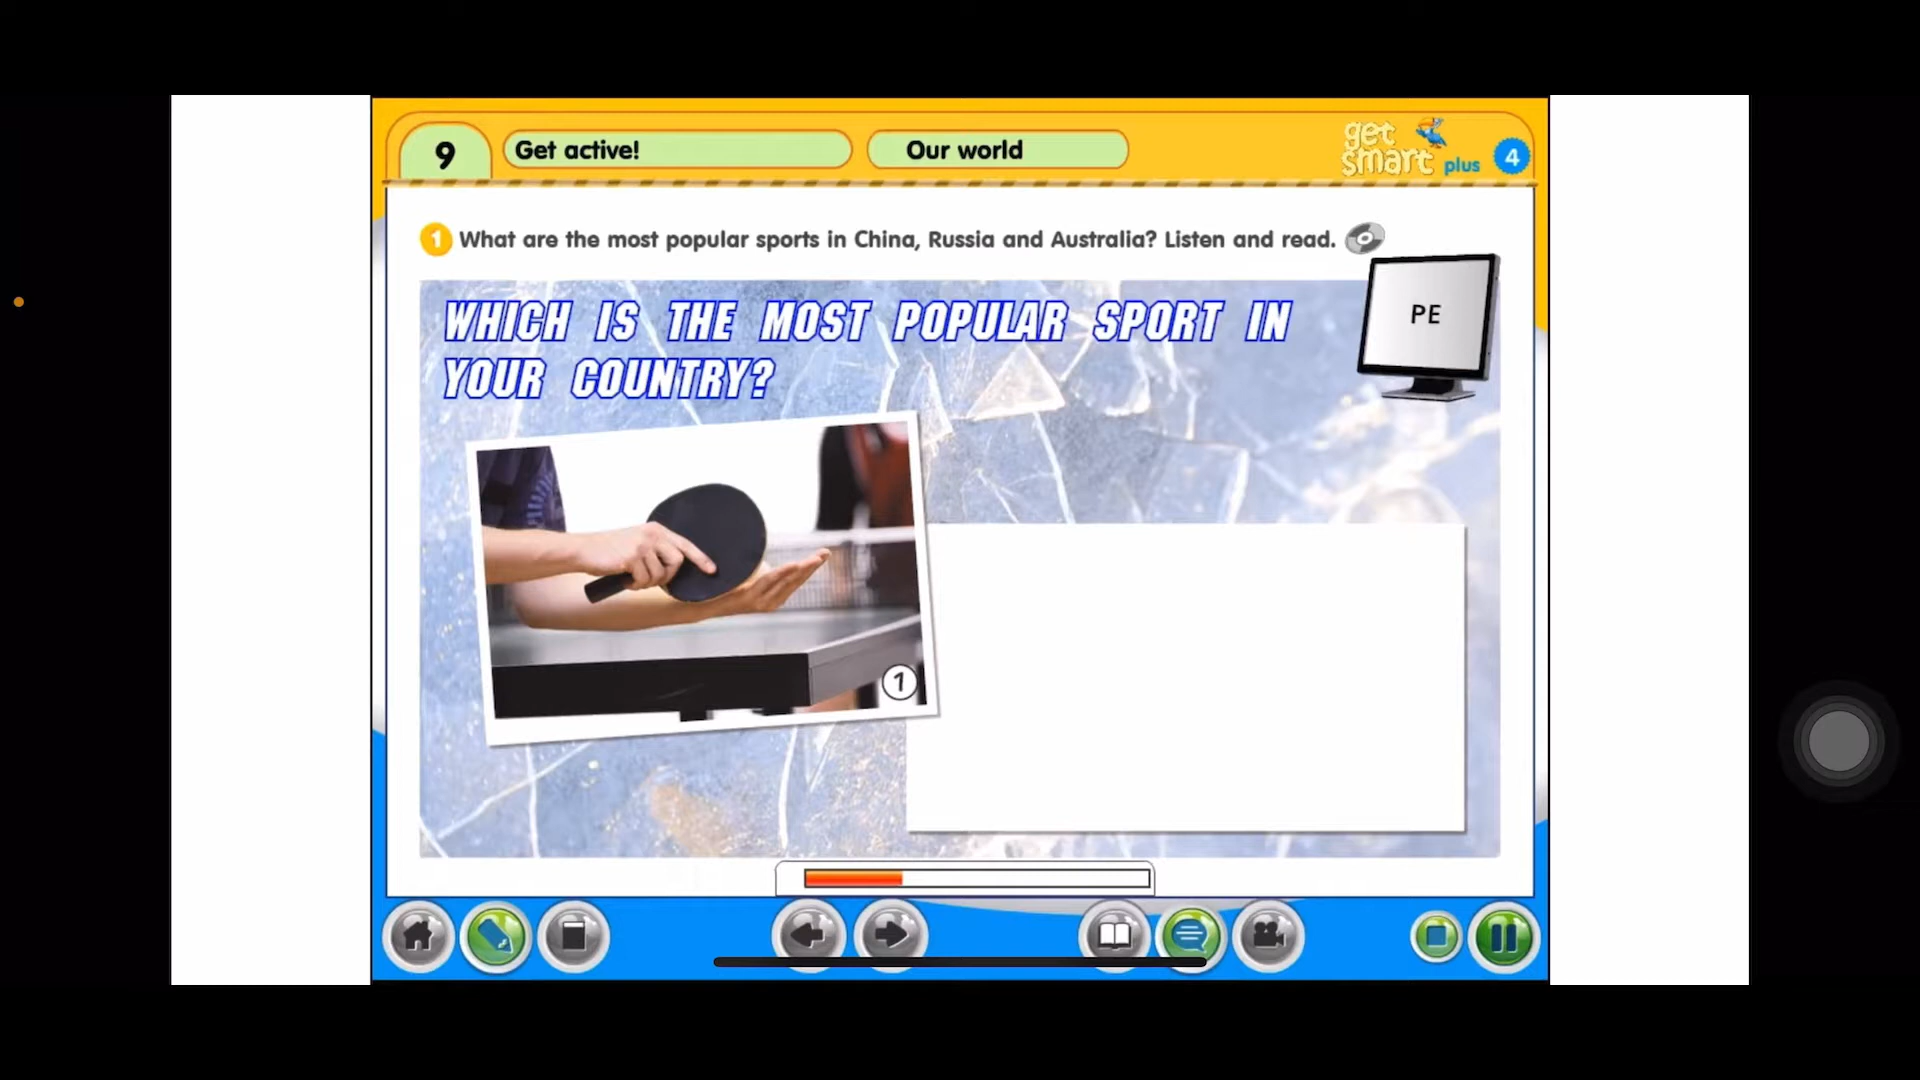 9
Get active!
Our world
get smart plus 4
1 What are the most popular sports in China, Russia and Australia? Listen and read.
PE
WHICH IS THE MOST POPULAR SPORT IN
YOUR COUNTRY?
1